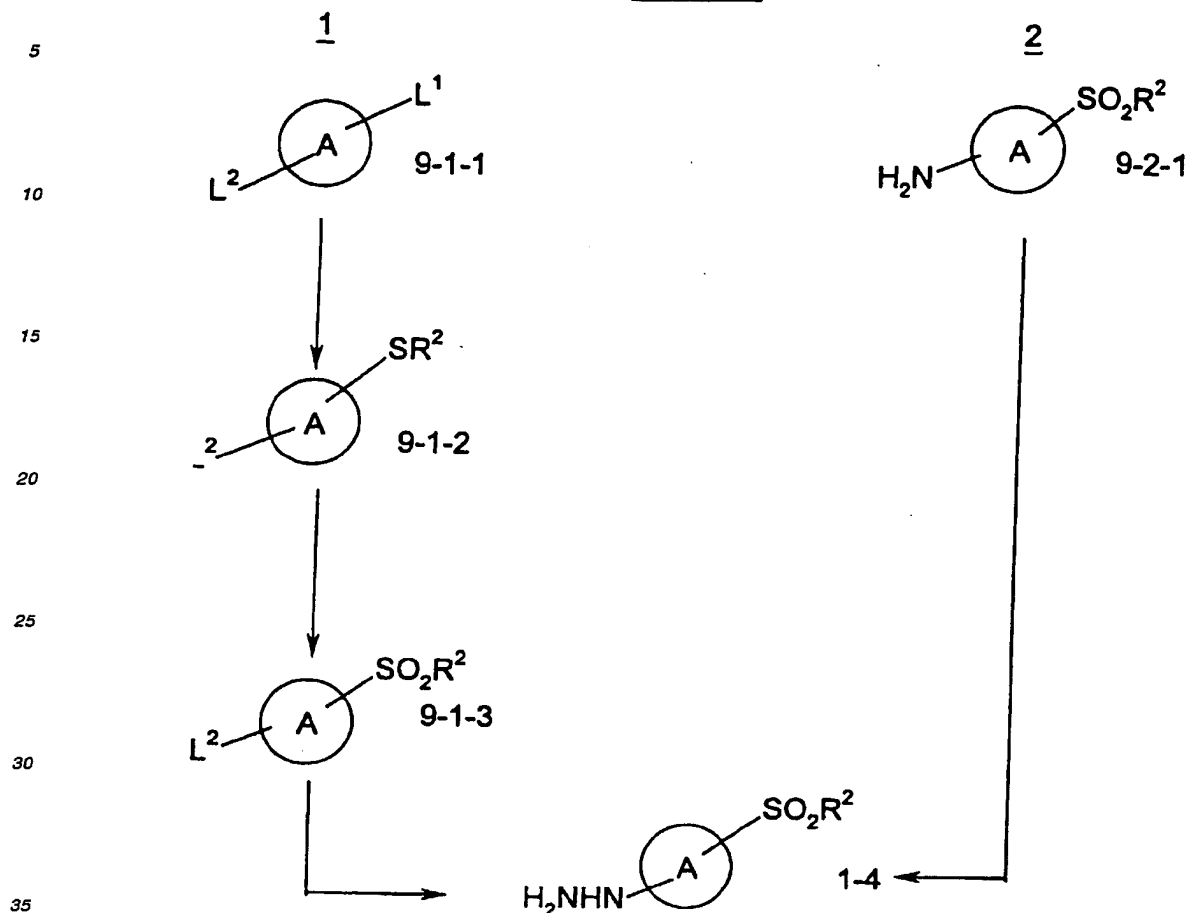 1
2
5
L¹
SO₂R²
A
9-1-1
A
9-2-1
L²
H₂N
10
15
SR²
A
9-1-2
-²
20
25
SO₂R²
A
9-1-3
L²
30
SO₂R²
A
1-4
H₂NHN
35